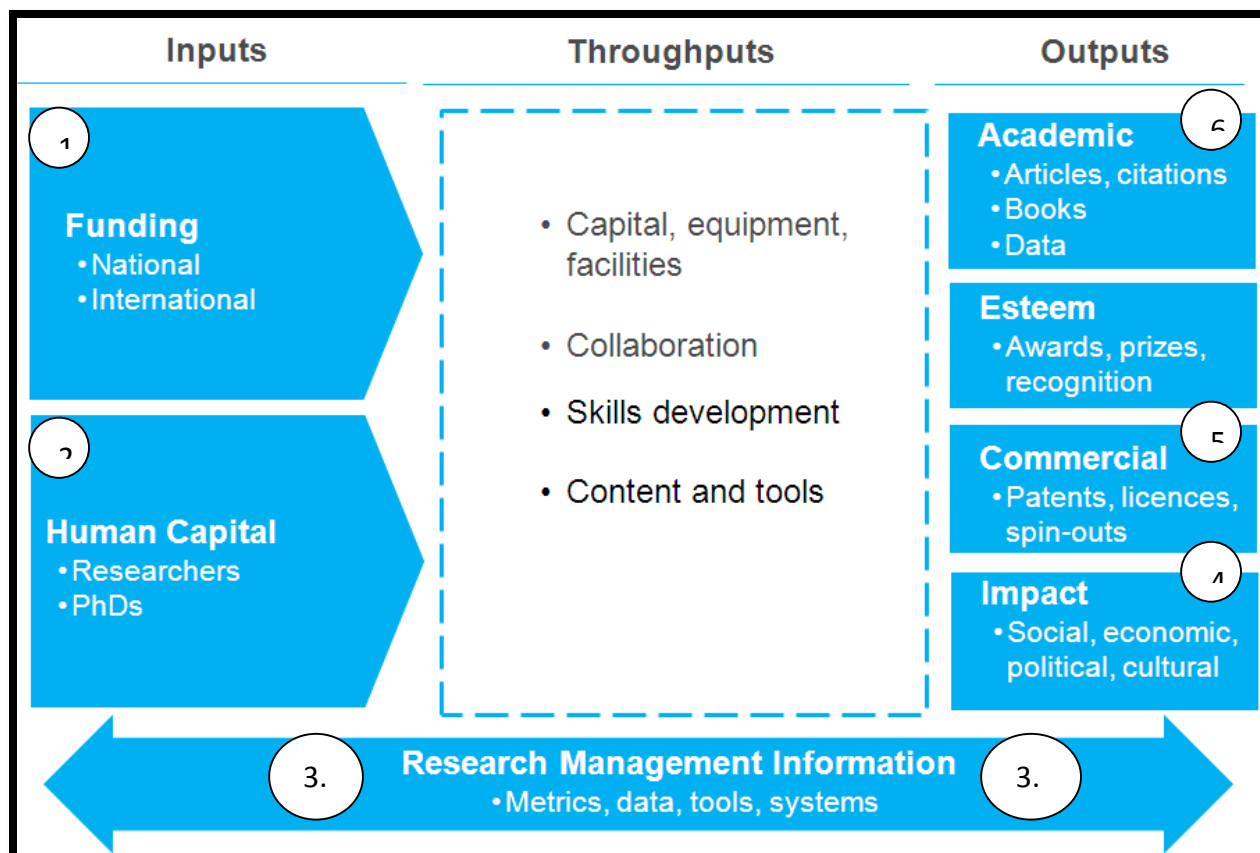 Inputs
Throughputs
Outputs
1
Funding
• National
• International
2
Human Capital
• Researchers
• PhDs
• Capital, equipment,
facilities
• Collaboration
• Skills development
• Content and tools
6
Academic
• Articles, citations
• Books
• Data
Esteem
• Awards, prizes,
recognition
5
Commercial
• Patents, licences,
spin-outs
4
Impact
• Social, economic,
political, cultural
3.
Research Management Information
• Metrics, data, tools, systems
3.